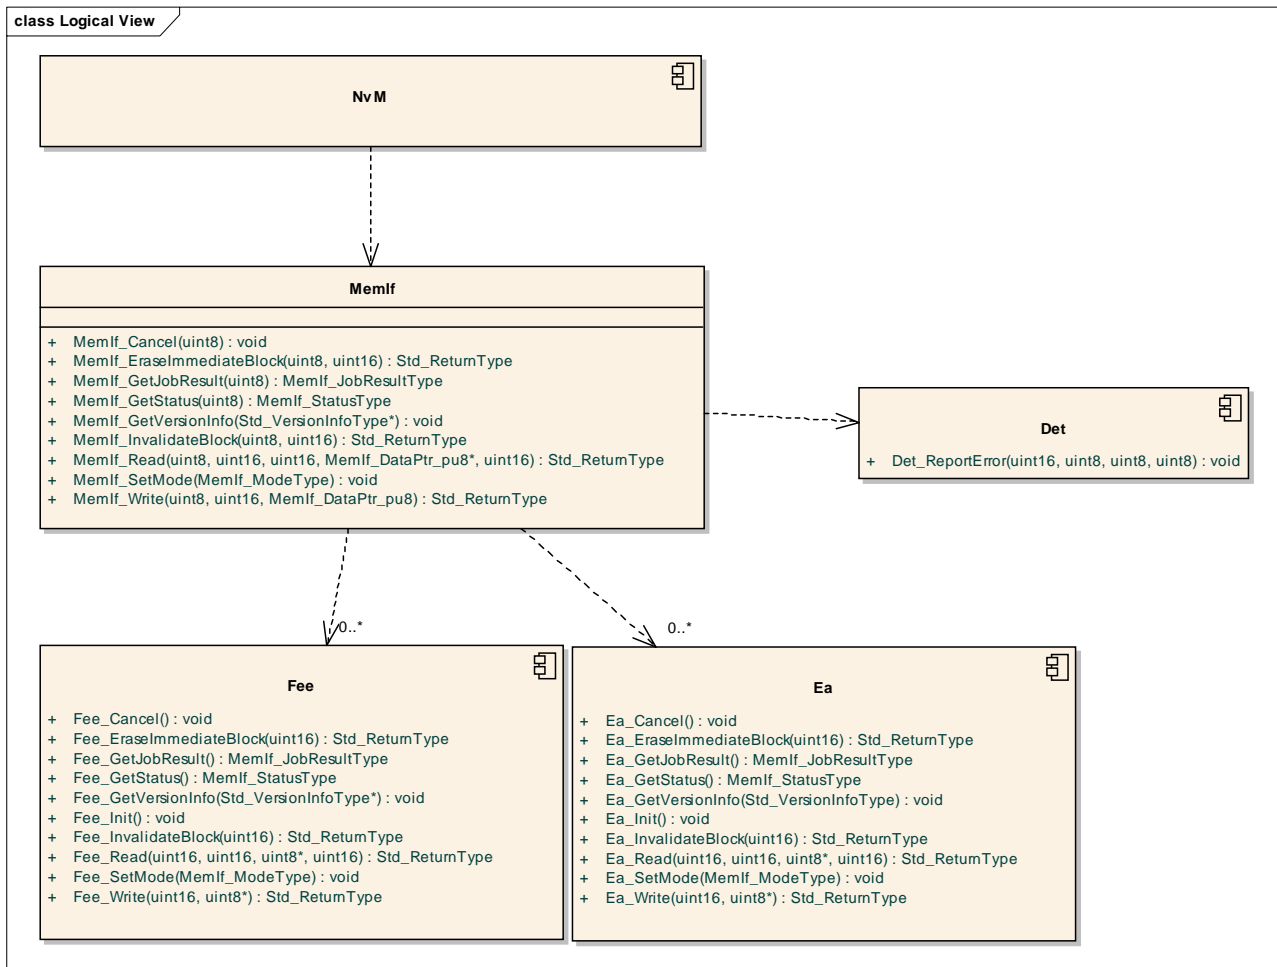 class Logical View
NvM
MemIf
+ MemIf_Cancel(uint8) : void
+ MemIf_EraseImmediateBlock(uint8, uint16) : Std_ReturnType
+ MemIf_GetJobResult(uint8) : MemIf_JobResultType
+ MemIf_GetStatus(uint8) : MemIf_StatusType
+ MemIf_GetVersionInfo(Std_VersionInfoType*) : void
+ MemIf_InvalidateBlock(uint8, uint16) : Std_ReturnType
+ MemIf_Read(uint8, uint16, uint16, MemIf_DataPtr_pu8*, uint16) : Std_ReturnType
+ MemIf_SetMode(MemIf_ModeType) : void
+ MemIf_Write(uint8, uint16, MemIf_DataPtr_pu8) : Std_ReturnType
Det
+ Det_ReportError(uint16, uint8, uint8, uint8) : void
0..*
0..*
Fee
+ Fee_Cancel() : void
+ Fee_EraseImmediateBlock(uint16) : Std_ReturnType
+ Fee_GetJobResult() : MemIf_JobResultType
+ Fee_GetStatus() : MemIf_StatusType
+ Fee_GetVersionInfo(Std_VersionInfoType*) : void
+ Fee_Init() : void
+ Fee_InvalidateBlock(uint16) : Std_ReturnType
+ Fee_Read(uint16, uint16, uint8*, uint16) : Std_ReturnType
+ Fee_SetMode(MemIf_ModeType) : void
+ Fee_Write(uint16, uint8*) : Std_ReturnType
Ea
+ Ea_Cancel() : void
+ Ea_EraseImmediateBlock(uint16) : Std_ReturnType
+ Ea_GetJobResult() : MemIf_JobResultType
+ Ea_GetStatus() : MemIf_StatusType
+ Ea_GetVersionInfo(Std_VersionInfoType) : void
+ Ea_Init() : void
+ Ea_InvalidateBlock(uint16) : Std_ReturnType
+ Ea_Read(uint16, uint16, uint8*, uint16) : Std_ReturnType
+ Ea_SetMode(MemIf_ModeType) : void
+ Ea_Write(uint16, uint8*) : Std_ReturnType